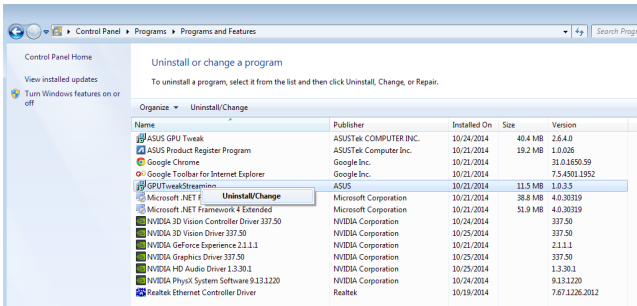 Control Panel Programs Programs and Features Search Prog
Control Panel Home
View installed updates
Turn Windows features on or off
Uninstall or change a program
To uninstall a program, select it from the list and then click Uninstall, Change, or Repair.
Organize Uninstall/Change
Name Publisher Installed On Size Version
ASUS GPU Tweak ASUSTek COMPUTER INC. 10/24/2014 40.4 MB 2.6.4.0
ASUS Product Register Program ASUSTek Computer Inc. 10/21/2014 19.2 MB 1.0.026
Google Chrome Google Inc. 10/21/2014 31.0.1650.59
Google Toolbar for Internet Explorer Google Inc. 10/21/2014 7.5.4501.1952
GPUTweakStreaming ASUS 10/21/2014 11.5 MB 1.0.3.5
Uninstall/Change
Microsoft .NET F Microsoft Corporation 10/21/2014 38.8 MB 4.0.30319
Microsoft .NET Framework 4 Extended Microsoft Corporation 10/21/2014 51.9 MB 4.0.30319
NVIDIA 3D Vision Controller Driver 337.50 NVIDIA Corporation 10/24/2014 337.50
NVIDIA 3D Vision Driver 337.50 NVIDIA Corporation 10/25/2014 337.50
NVIDIA GeForce Experience 2.1.1.1 NVIDIA Corporation 10/21/2014 2.1.1.1
NVIDIA Graphics Driver 337.50 NVIDIA Corporation 10/25/2014 337.50
NVIDIA HD Audio Driver 1.3.30.1 NVIDIA Corporation 10/25/2014 1.3.30.1
NVIDIA PhysX System Software 9.13.1220 NVIDIA Corporation 10/24/2014 9.13.1220
Realtek Ethernet Controller Driver Realtek 10/19/2014 7.67.1226.2012